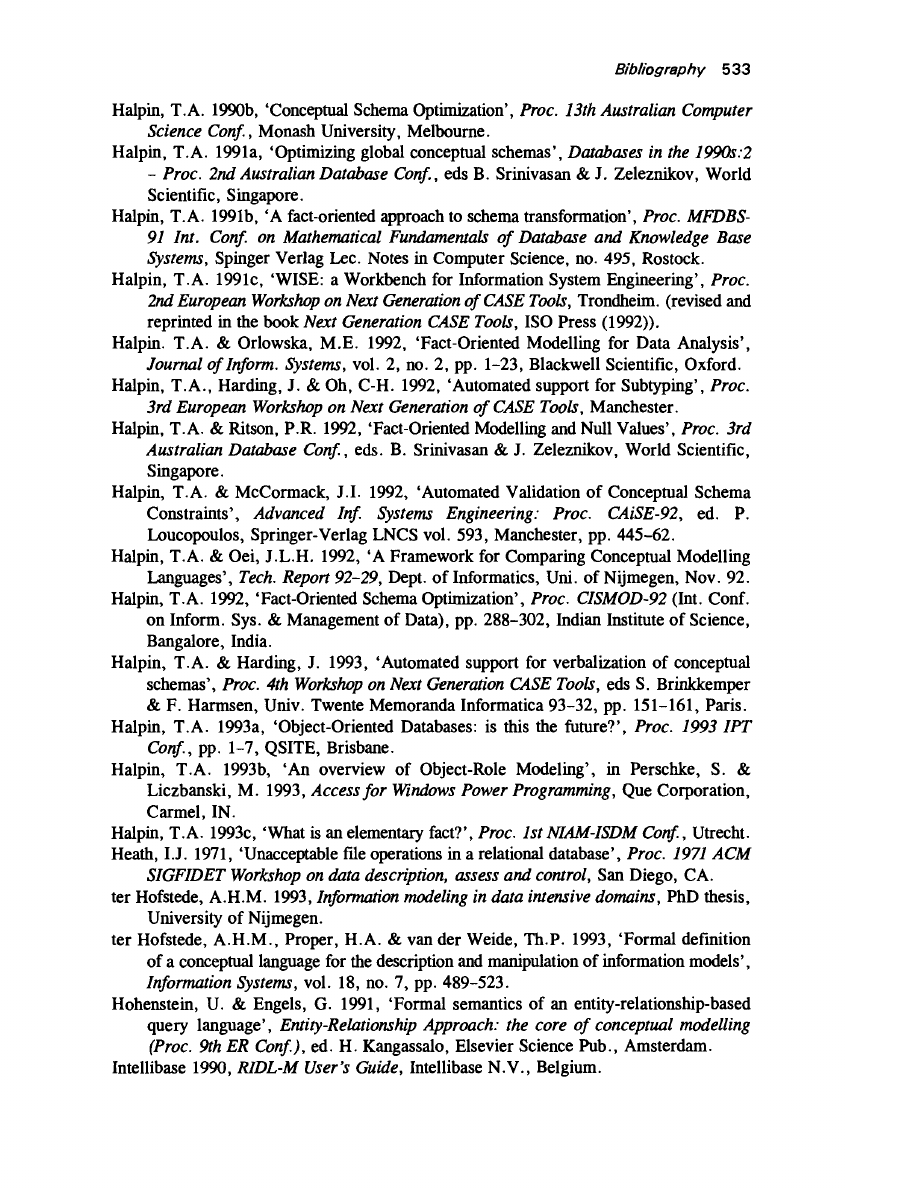 Bibliography 533
Halpin, T.A. 1990b, ‘Conceptual Schema Optimization’, Proc. 13th Australian Computer
Science Conf., Monash University, Melbourne.
Halpin, T.A. 1991a, ‘Optimizing global conceptual schemas’, Databases in the 1990s:2
– Proc. 2nd Australian Database Conf., eds B. Srinivasan & J. Zeleznikov, World
Scientific, Singapore.
Halpin, T.A. 1991b, ‘A fact-oriented approach to schema transformation’, Proc. MFDBS-
91 Int. Conf. on Mathematical Fundamentals of Database and Knowledge Base
Systems, Spinger Verlag Lec. Notes in Computer Science, no. 495, Rostock.
Halpin, T.A. 1991c, ‘WISE: a Workbench for Information System Engineering’, Proc.
2nd European Workshop on Next Generation of CASE Tools, Trondheim. (revised and
reprinted in the book Next Generation CASE Tools, ISO Press (1992)).
Halpin. T.A. & Orlowska, M.E. 1992, ‘Fact-Oriented Modelling for Data Analysis’,
Journal of Inform. Systems, vol. 2, no. 2, pp. 1–23, Blackwell Scientific, Oxford.
Halpin, T.A., Harding, J. & Oh, C-H. 1992, ‘Automated support for Subtyping’, Proc.
3rd European Workshop on Next Generation of CASE Tools, Manchester.
Halpin, T.A. & Ritson, P.R. 1992, ‘Fact-Oriented Modelling and Null Values’, Proc. 3rd
Australian Database Conf., eds. B. Srinivasan & J. Zeleznikov, World Scientific,
Singapore.
Halpin, T.A. & McCormack, J.I. 1992, ‘Automated Validation of Conceptual Schema
Constraints’, Advanced Inf. Systems Engineering: Proc. CAiSE-92, ed. P.
Loucopoulos, Springer-Verlag LNCS vol. 593, Manchester, pp. 445–62.
Halpin, T.A. & Oei, J.L.H. 1992, ‘A Framework for Comparing Conceptual Modelling
Languages’, Tech. Report 92–29, Dept. of Informatics, Uni. of Nijmegen, Nov. 92.
Halpin, T.A. 1992, ‘Fact-Oriented Schema Optimization’, Proc. CISMOD-92 (Int. Conf.
on Inform. Sys. & Management of Data), pp. 288–302, Indian Institute of Science,
Bangalore, India.
Halpin, T.A. & Harding, J. 1993, ‘Automated support for verbalization of conceptual
schemas’, Proc. 4th Workshop on Next Generation CASE Tools, eds S. Brinkkemper
& F. Harmsen, Univ. Twente Memoranda Informatica 93–32, pp. 151–161, Paris.
Halpin, T.A. 1993a, ‘Object-Oriented Databases: is this the future?’, Proc. 1993 IPT
Conf., pp. 1–7, QSITE, Brisbane.
Halpin, T.A. 1993b, ‘An overview of Object-Role Modeling’, in Perschke, S. &
Liczbanski, M. 1993, Access for Windows Power Programming, Que Corporation,
Carmel, IN.
Halpin, T.A. 1993c, ‘What is an elementary fact?’, Proc. 1st NIAM-ISDM Conf., Utrecht.
Heath, I.J. 1971, ‘Unacceptable file operations in a relational database’, Proc. 1971 ACM
SIGFIDET Workshop on data description, assess and control, San Diego, CA.
ter Hofstede, A.H.M. 1993, Information modeling in data intensive domains, PhD thesis,
University of Nijmegen.
ter Hofstede, A.H.M., Proper, H.A. & van der Weide, Th.P. 1993, ‘Formal definition
of a conceptual language for the description and manipulation of information models’,
Information Systems, vol. 18, no. 7, pp. 489–523.
Hohenstein, U. & Engels, G. 1991, ‘Formal semantics of an entity-relationship-based
query language’, Entity-Relationship Approach: the core of conceptual modelling
(Proc. 9th ER Conf.), ed. H. Kangassalo, Elsevier Science Pub., Amsterdam.
Intellibase 1990, RIDL-M User’s Guide, Intellibase N.V., Belgium.